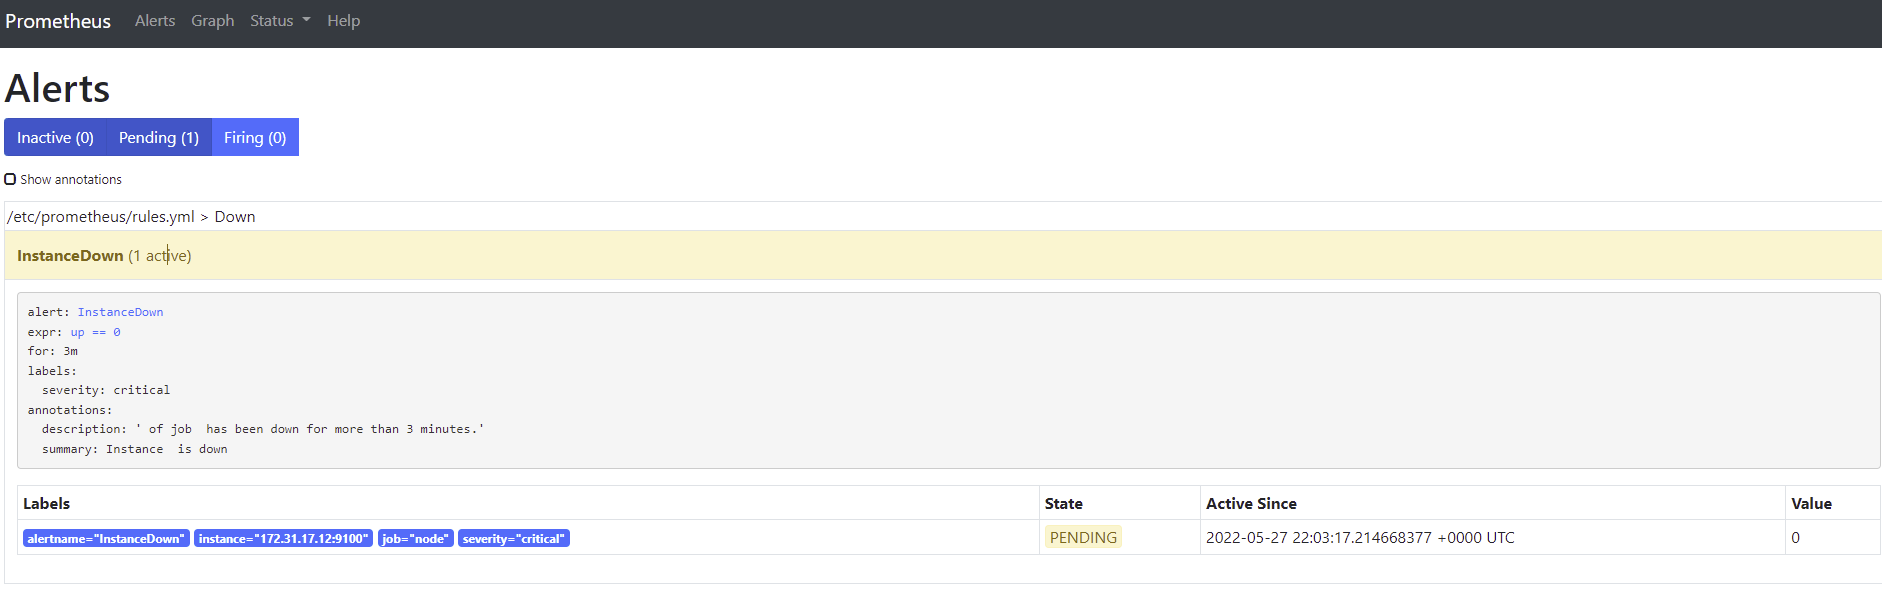 Prometheus Alerts Graph Status Help
Alerts
Inactive (0) Pending (1) Firing (0)
Show annotations
/etc/prometheus/rules.yml > Down
InstanceDown (1 active)
alert: InstanceDown
expr: up == 0
for: 3m
labels:
  severity: critical
annotations:
  description: ' of job  has been down for more than 3 minutes.'
  summary: Instance  is down
Labels State Active Since Value
alertname="InstanceDown" instance="172.31.17.12:9100" job="node" severity="critical" PENDING 2022-05-27 22:03:17.214668377 +0000 UTC 0